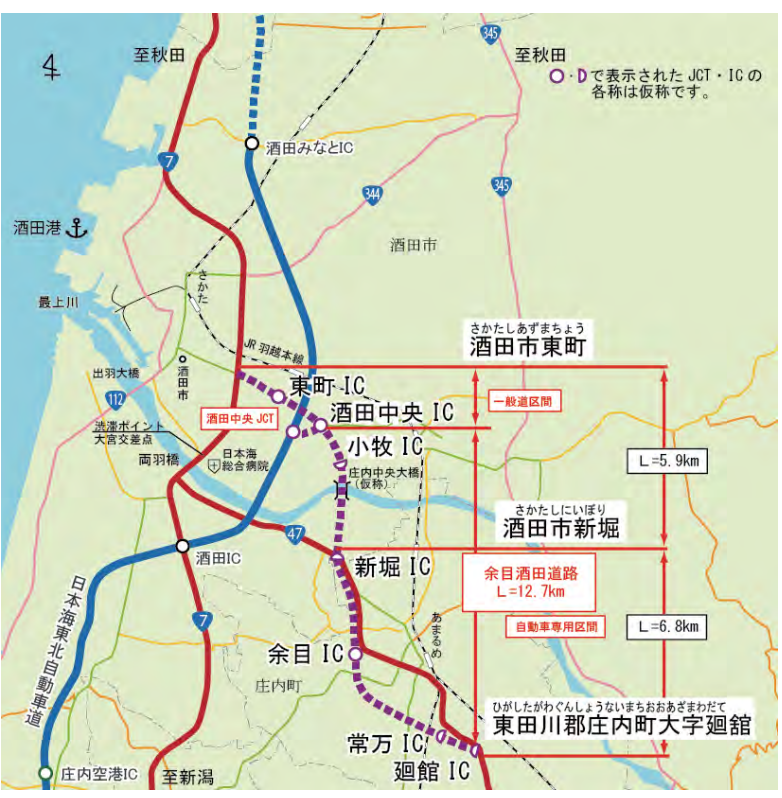 至秋田
345
至秋田
○・Dで表示された JCT・ICの
各称は仮称です。
酒田みなとIC
7
344
345
酒田港
酒田市
さかた
最上川
さかたしあずまちょう
酒田市東町
JR羽越本線
出羽大橋
酒田市
東町 IC
一般道区間
112
酒田中央 JCT
酒田中央 IC
渋滞ポイント
大宮交差点
小牧 IC
両羽橋
日本海
総合病院
庄内中央大橋
(仮称)
L=5.9km
さかたしにいぼり
酒田市新堀
47
酒田IC
新堀 IC
余目酒田道路
L=12.7km
日本海東北自動車道
7
あまるめ
自動車専用区間
L=6.8km
余目 IC
庄内町
ひがしたがわぐんしょうないまちおおあざまわだて
東田川郡庄内町大字廻舘
常万 IC
廻館 IC
庄内空港IC
至新潟